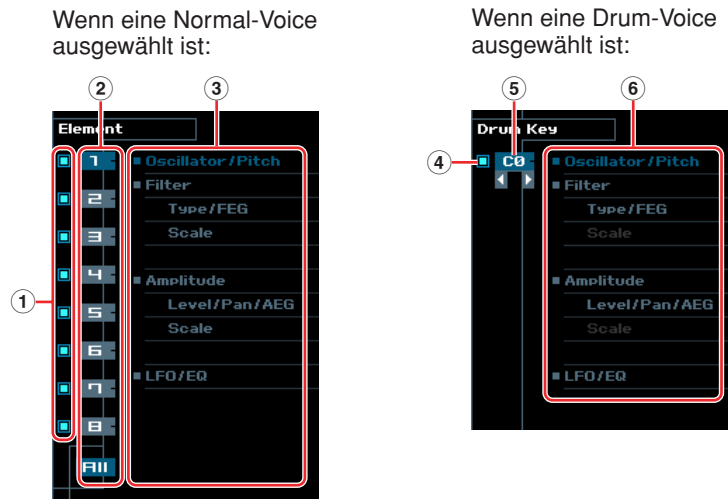 Wenn eine Normal-Voice
ausgewählt ist:
2
3
Element
1
1
2
3
4
5
6
7
8
All
Oscillator/Pitch
Filter
Type/FEG
Scale
Amplitude
Level/Pan/AEG
Scale
LFO/EQ
Wenn eine Drum-Voice
ausgewählt ist:
5
6
Drum Key
4
C0
Oscillator/Pitch
Filter
Type/FEG
Scale
Amplitude
Level/Pan/AEG
Scale
LFO/EQ